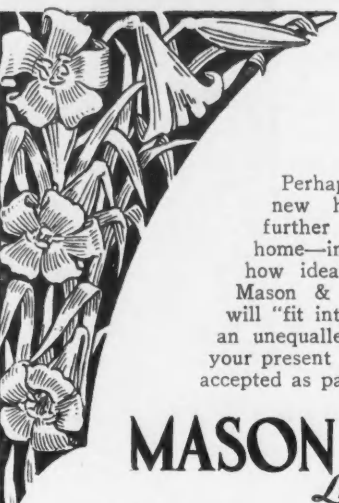 Perhap
new h
further
home—in
how idea
Mason &
will "fit int
an unequalle
your present
accepted as pa
MASON